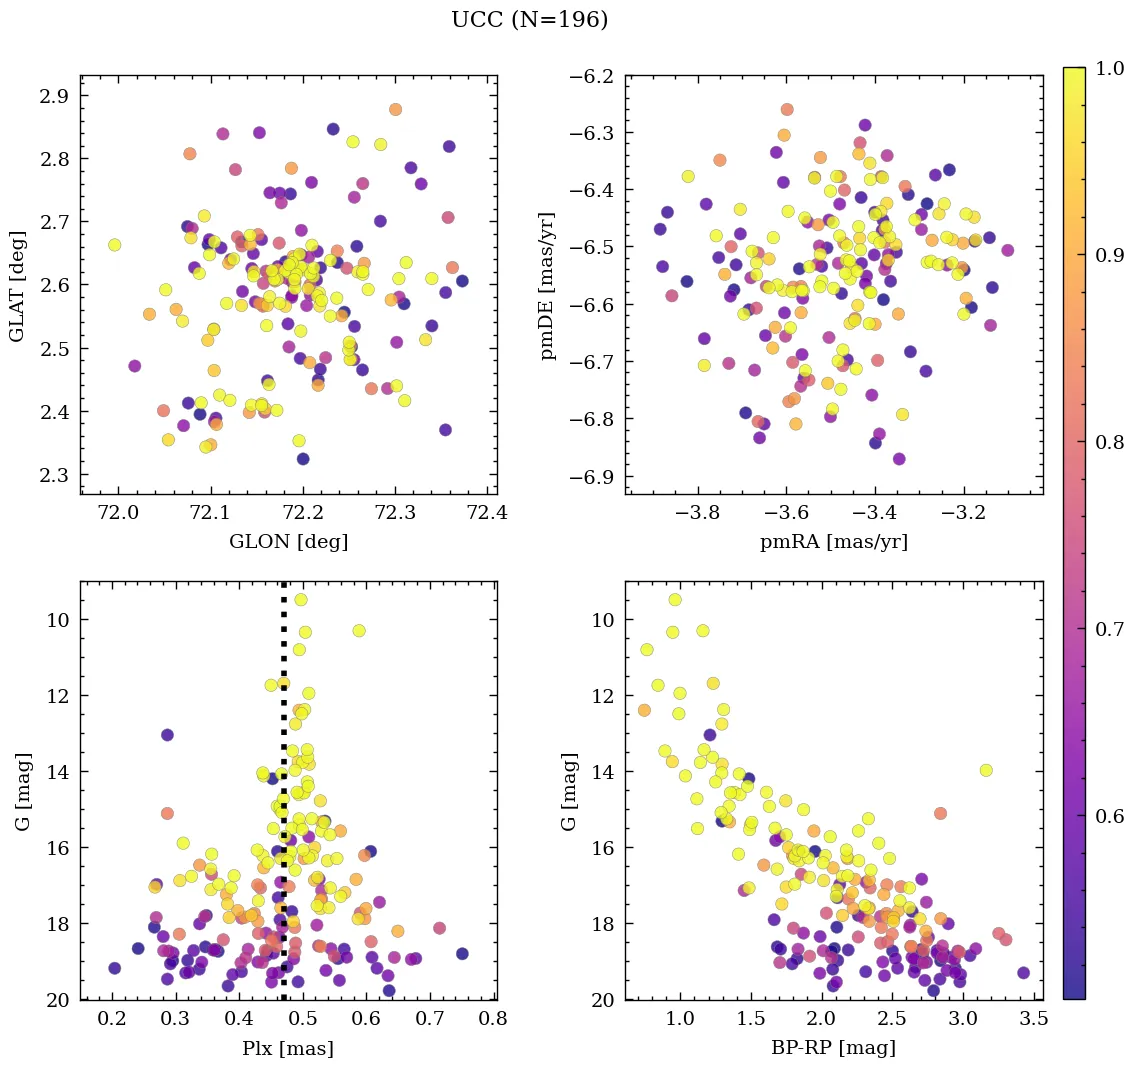 UCC (N=196)
2.9
2.8
2.7
2.6
2.5
2.4
2.3
GLAT [deg]
72.0 72.1 72.2 72.3 72.4
GLON [deg]
−6.2
−6.3
−6.4
−6.5
−6.6
−6.7
−6.8
−6.9
pmDE [mas/yr]
−3.8 −3.6 −3.4 −3.2
pmRA [mas/yr]
1.0
0.9
0.8
0.7
0.6
10
12
14
16
18
20
G [mag]
0.2 0.3 0.4 0.5 0.6 0.7 0.8
Plx [mas]
10
12
14
16
18
20
G [mag]
1.0 1.5 2.0 2.5 3.0 3.5
BP-RP [mag]